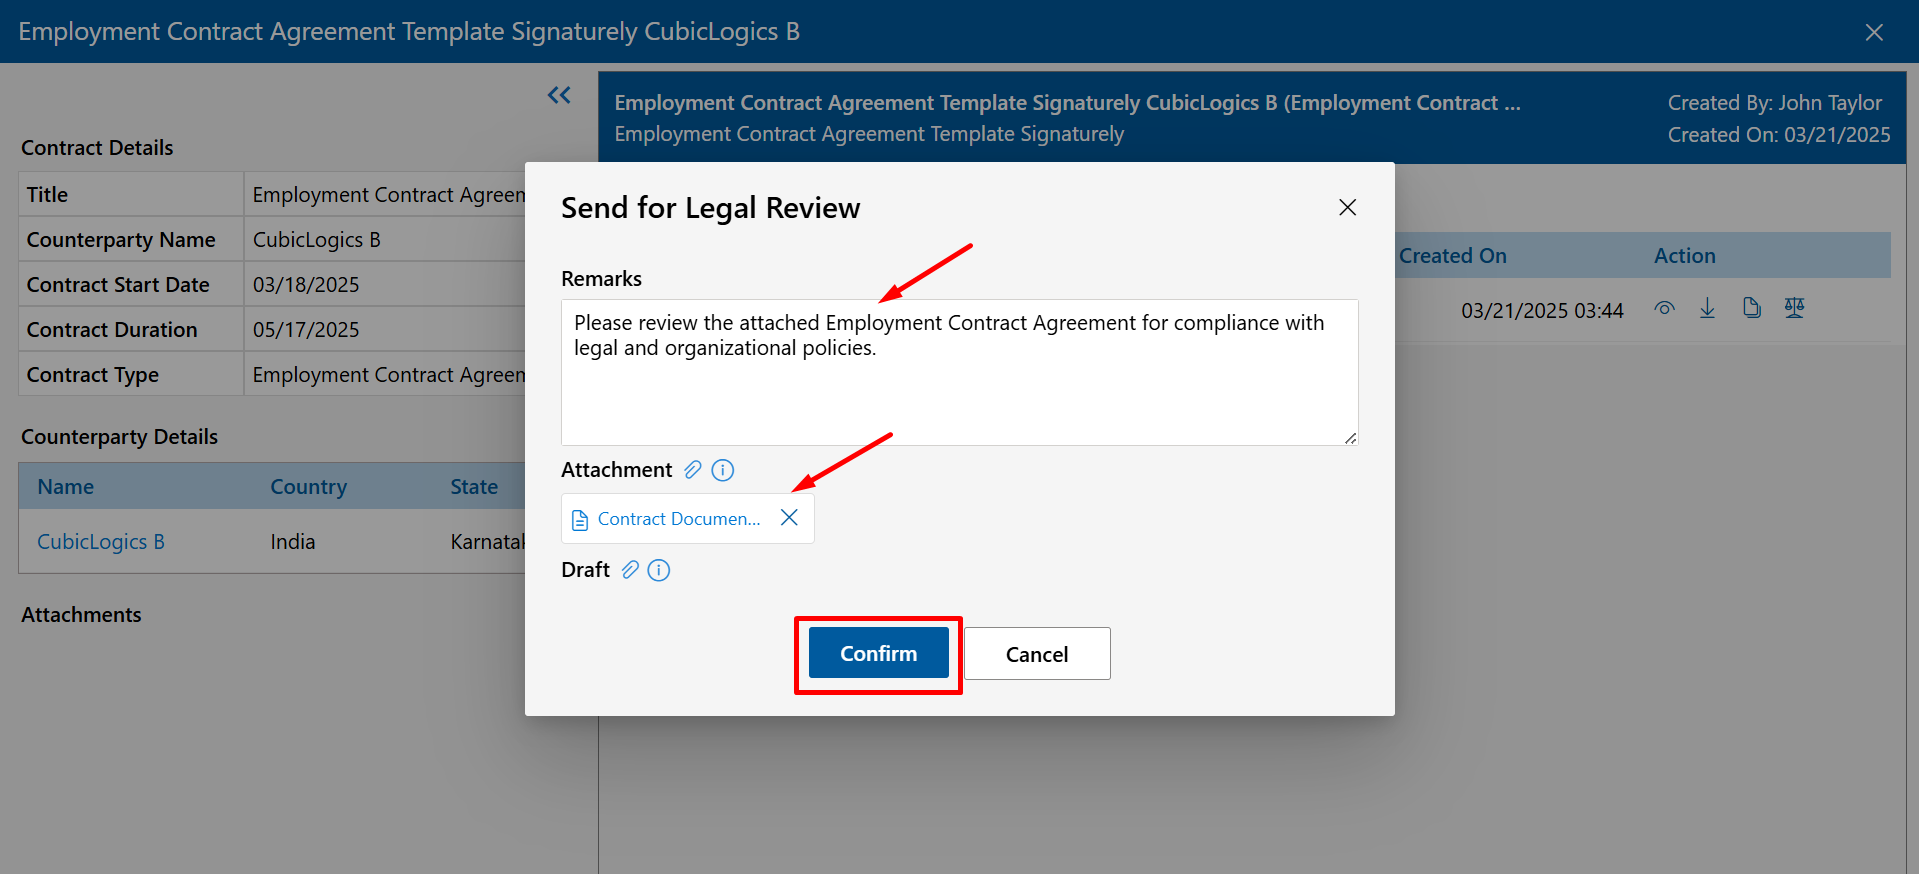 Employment Contract Agreement Template Signaturely CubicLogics B
Contract Details
Title Employment Contract Agreem
Counterparty Name CubicLogics B
Contract Start Date 03/18/2025
Contract Duration 05/17/2025
Contract Type Employment Contract Agreem
Counterparty Details
Name Country State
CubicLogics B India Karnatak
Attachments
Employment Contract Agreement Template Signaturely CubicLogics B (Employment Contract ...
Employment Contract Agreement Template Signaturely
Created By: John Taylor
Created On: 03/21/2025
Created On Action
03/21/2025 03:44
Send for Legal Review
Remarks
Please review the attached Employment Contract Agreement for compliance with
legal and organizational policies.
Attachment
Contract Documen...
Draft
Confirm Cancel